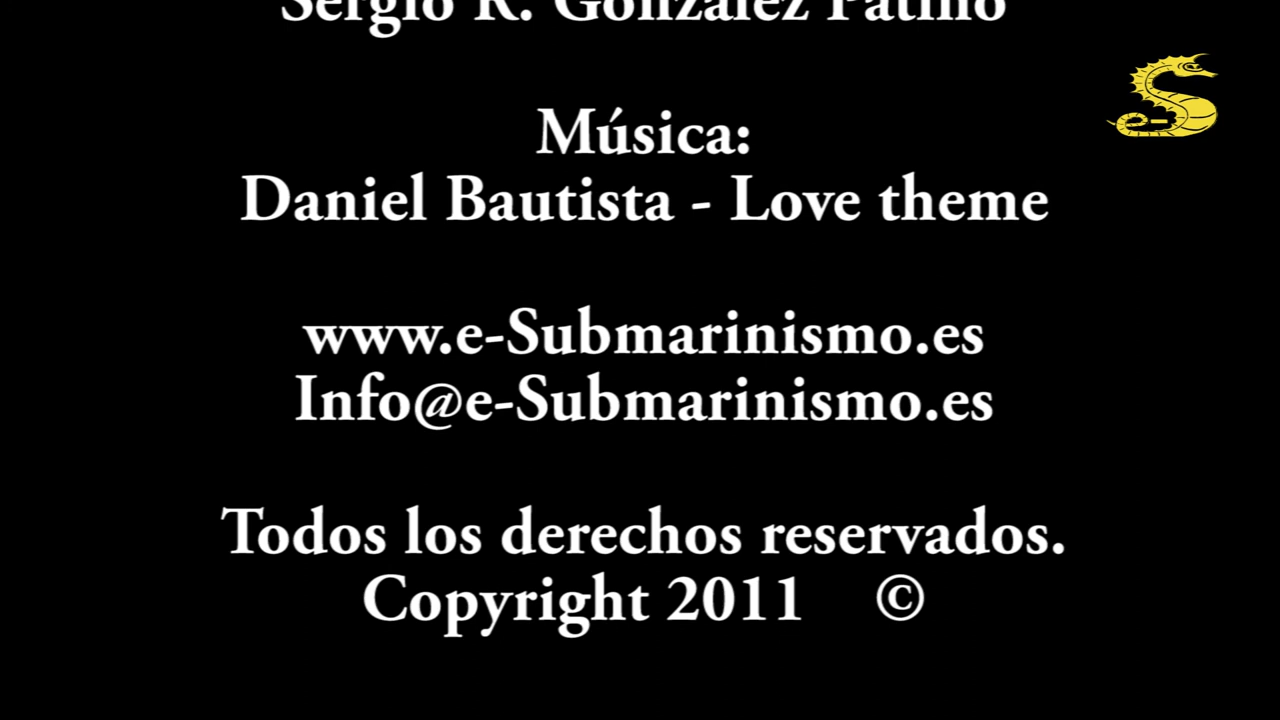 Sergio R. González Patiño
Música:
Daniel Bautista - Love theme
www.e-Submarinismo.es
Info@e-Submarinismo.es
Todos los derechos reservados.
Copyright 2011 ©
e-S